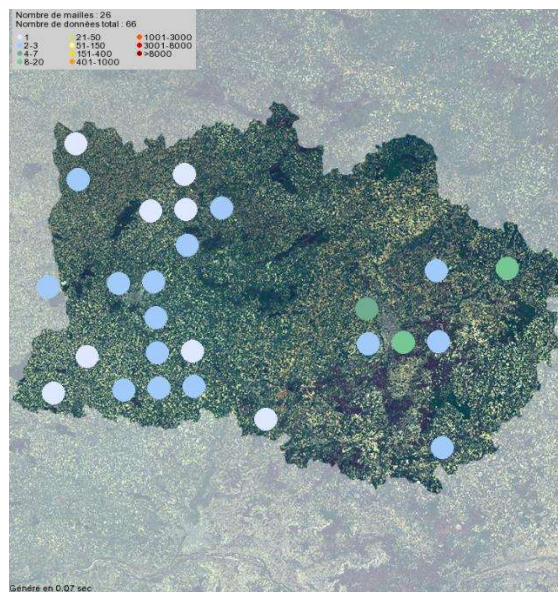 Nombre de mailles : 26
Nombre de données total : 66
1 21-50 1001-3000
2-3 51-150 3001-8000
4-7 151-400 >8000
8-20 401-1000
Généré en 0.07 sec